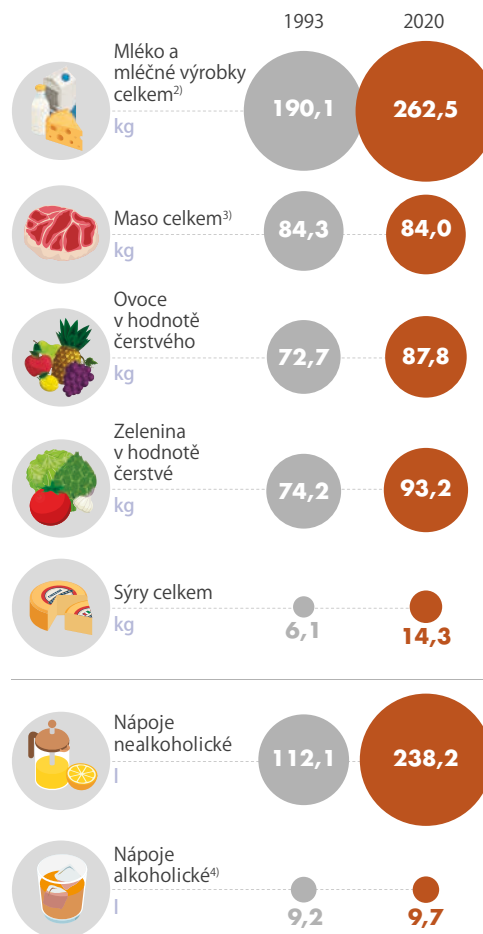 1993 2020
Mléko a
mléčné výrobky
celkem2)
kg
190,1 262,5
Maso celkem3)
kg
84,3 84,0
Ovoce
v hodnotě
čerstvého
kg
72,7 87,8
Zelenina
v hodnotě
čerstvé
kg
74,2 93,2
Sýry celkem
kg
6,1 14,3
Nápoje
nealkoholické
l
112,1 238,2
Nápoje
alkoholické4)
l
9,2 9,7